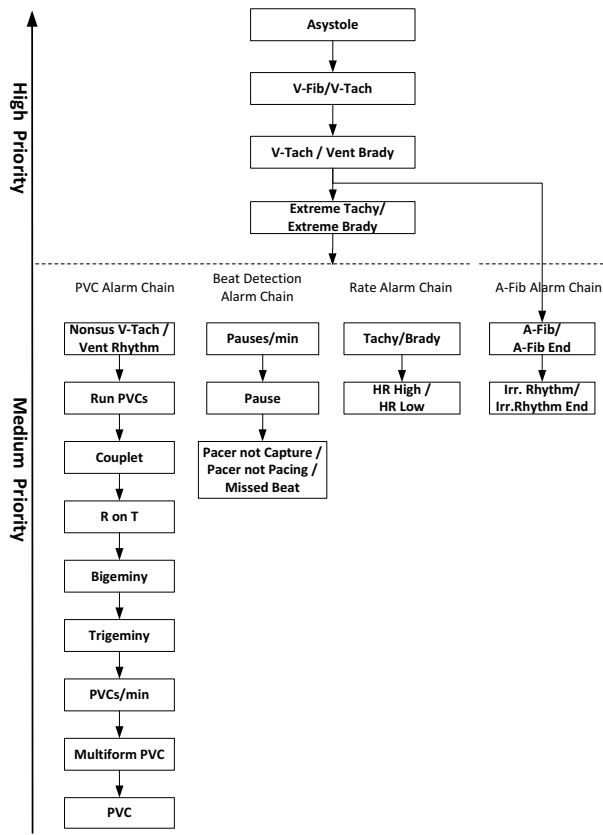 High Priority
Medium Priority
Asystole
V-Fib/V-Tach
V-Tach / Vent Brady
Extreme Tachy/
Extreme Brady
PVC Alarm Chain
Nonsus V-Tach /
Vent Rhythm
Run PVCs
Couplet
R on T
Bigeminy
Trigeminy
PVCs/min
Multiform PVC
PVC
Beat Detection
Alarm Chain
Pauses/min
Pause
Pacer not Capture /
Pacer not Pacing /
Missed Beat
Rate Alarm Chain
Tachy/Brady
HR High /
HR Low
A-Fib Alarm Chain
A-Fib/
A-Fib End
Irr. Rhythm/
Irr.Rhythm End